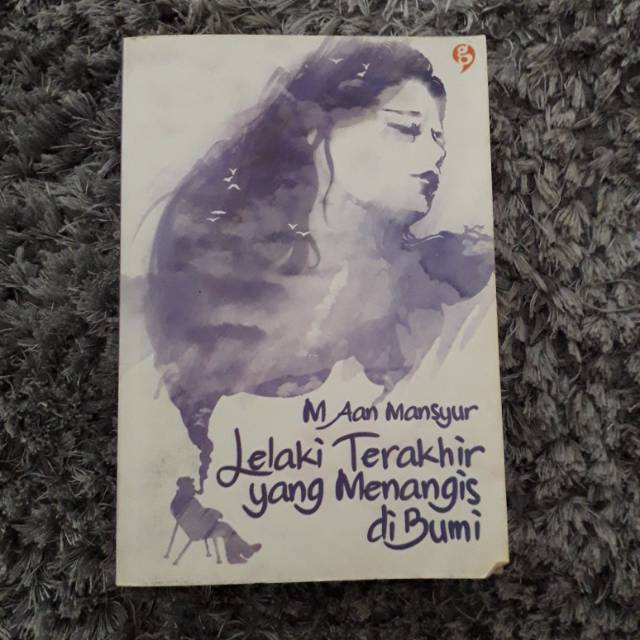 M Aan Mansyur
Lelaki Terakhir
yang Menangis
di Bumi